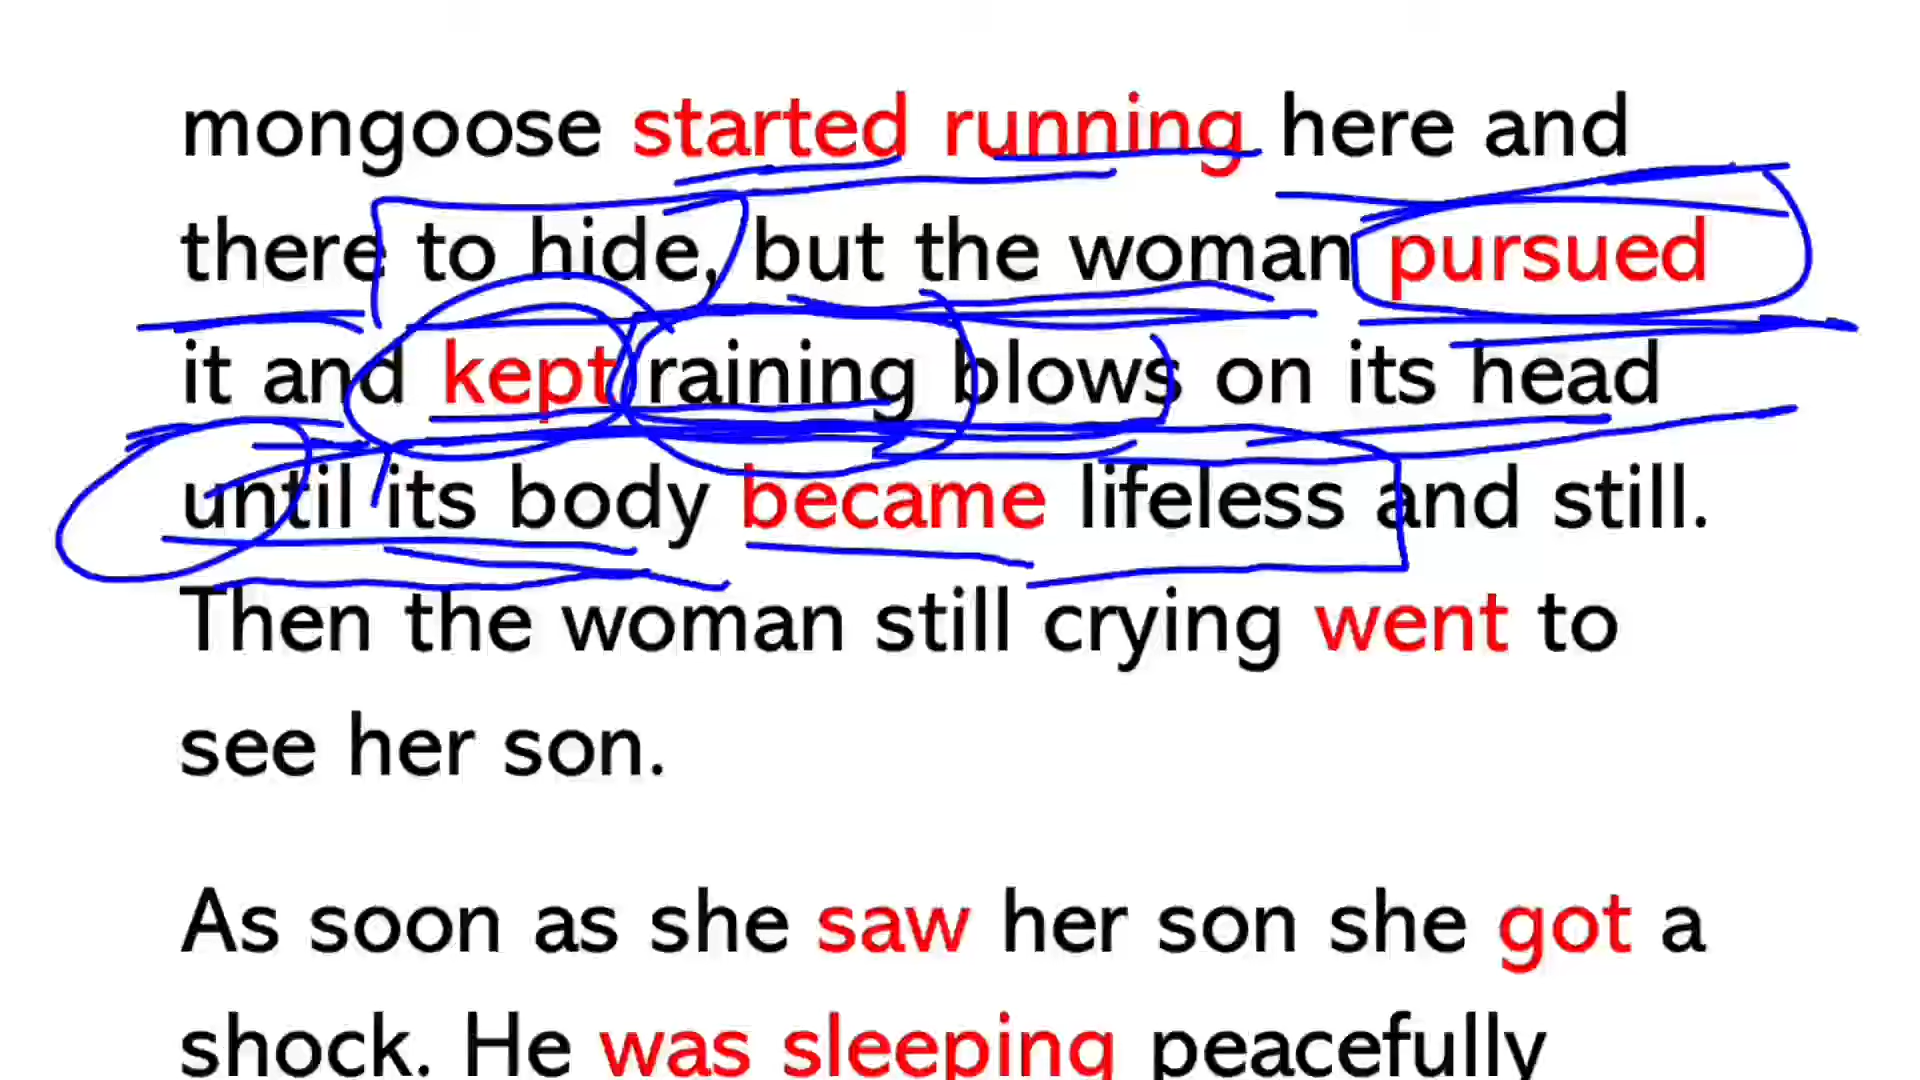 mongoose started running here and
there to hide, but the woman pursued
it and kept raining blows on its head
until its body became lifeless and still.
Then the woman still crying went to
see her son.
As soon as she saw her son she got a
shock. He was sleeping peacefully